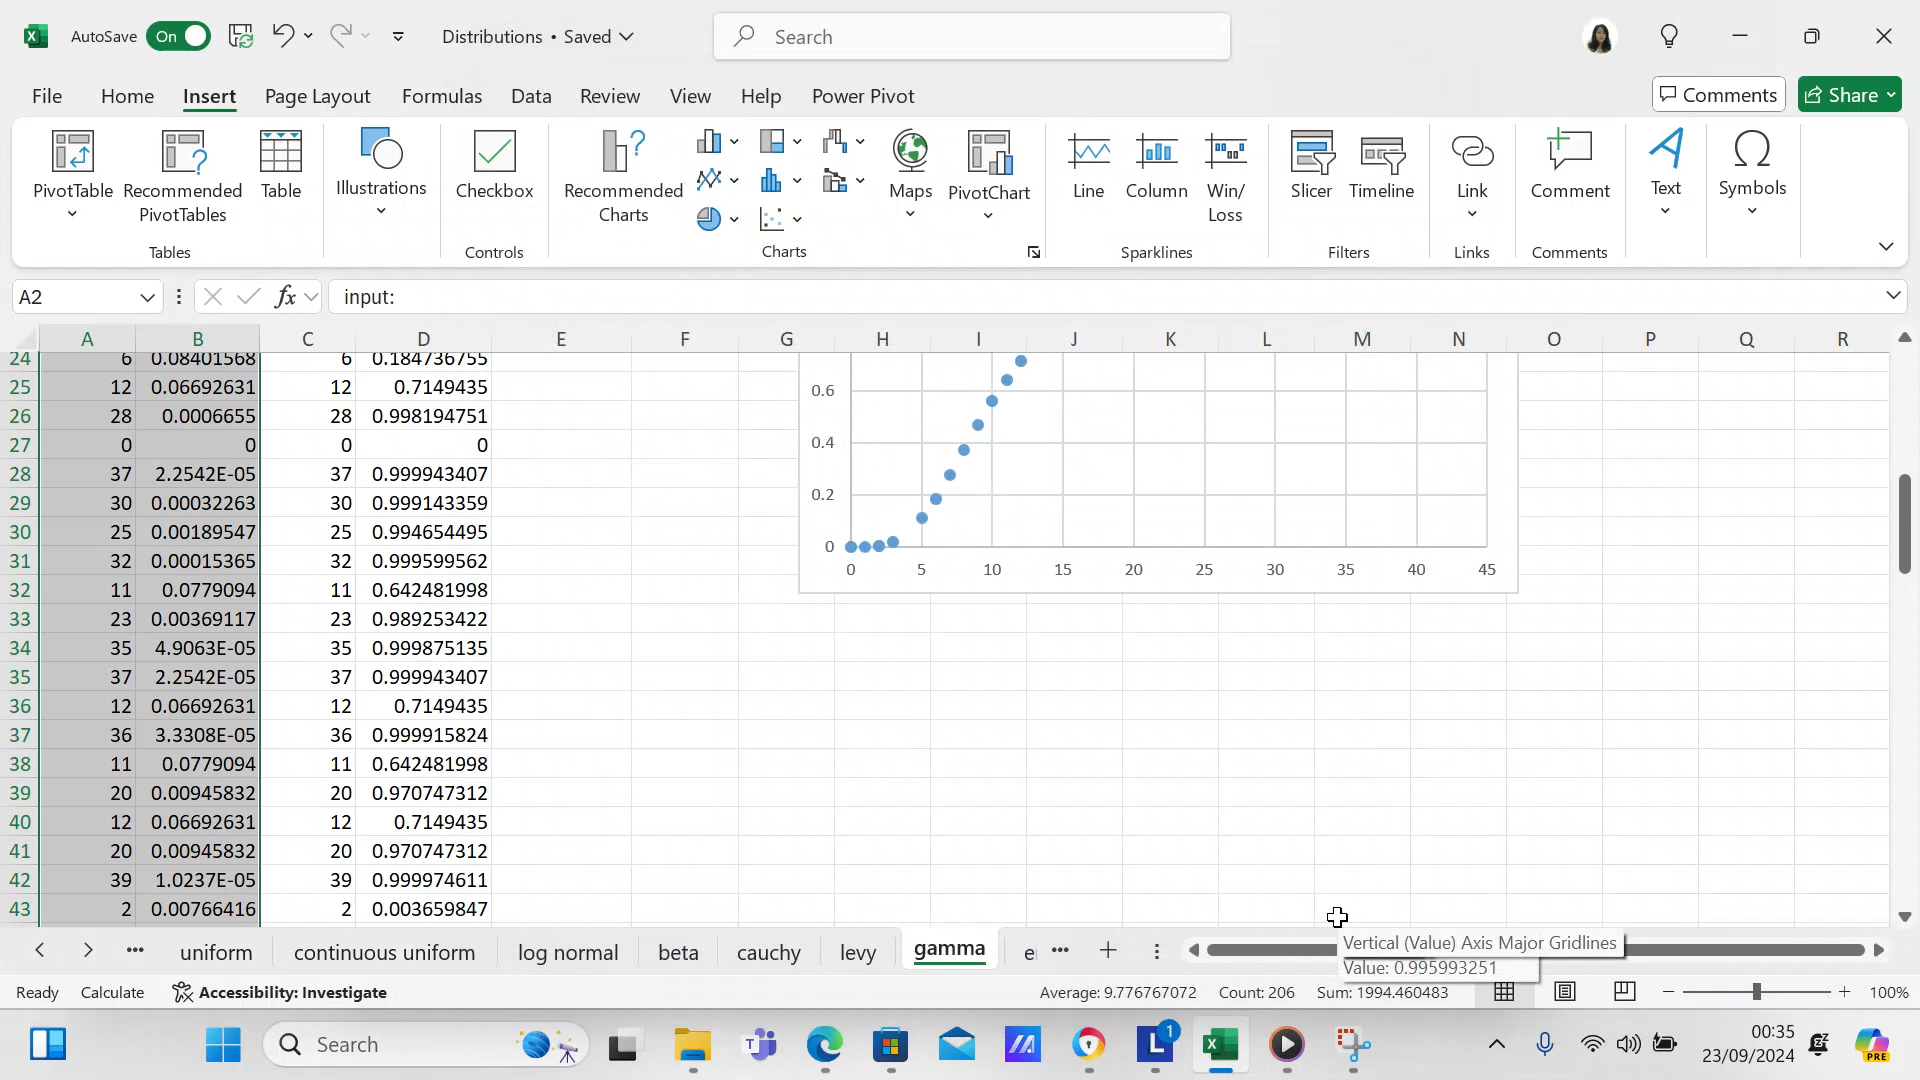 AutoSave On Distributions • Saved Search
File Home Insert Page Layout Formulas Data Review View Help Power Pivot Comments Share
PivotTable Recommended PivotTables Table Illustrations Checkbox Recommended Charts Maps PivotChart Line Column Win/ Loss Slicer Timeline Link Comment Text Symbols
Tables Controls Charts Sparklines Filters Links Comments
A2 fx input:
A B C D E F G H I J K L M N O P Q R
24 6 0.08401568 6 0.184736755
25 12 0.06692631 12 0.7149435
26 28 0.0006655 28 0.998194751
27 0 0 0 0
28 37 2.2542E-05 37 0.999943407
29 30 0.00032263 30 0.999143359
30 25 0.00189547 25 0.994654495
31 32 0.00015365 32 0.999599562
32 11 0.0779094 11 0.642481998
33 23 0.00369117 23 0.989253422
34 35 4.9063E-05 35 0.999875135
35 37 2.2542E-05 37 0.999943407
36 12 0.06692631 12 0.7149435
37 36 3.3308E-05 36 0.999915824
38 11 0.0779094 11 0.642481998
39 20 0.00945832 20 0.970747312
40 12 0.06692631 12 0.7149435
41 20 0.00945832 20 0.970747312
42 39 1.0237E-05 39 0.999974611
43 2 0.00766416 2 0.003659847
0.6
0.4
0.2
0
0 5 10 15 20 25 30 35 40 45
Vertical (Value) Axis Major Gridlines
Value: 0.995993251
uniform continuous uniform log normal beta cauchy levy gamma
Ready Calculate Accessibility: Investigate Average: 9.776767072 Count: 206 Sum: 1994.460483 100%
Search 1 00:35
23/09/2024
PRE